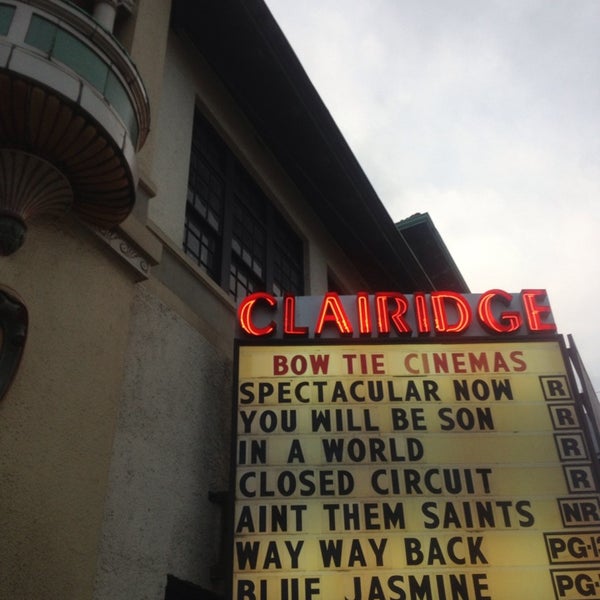 CLAIRIDGE
BOW TIE CINEMAS
SPECTACULAR NOW R
YOU WILL BE SON R
IN A WORLD R
CLOSED CIRCUIT R
AINT THEM SAINTS NR
WAY WAY BACK PG-13
BLUE JASMINE PG-